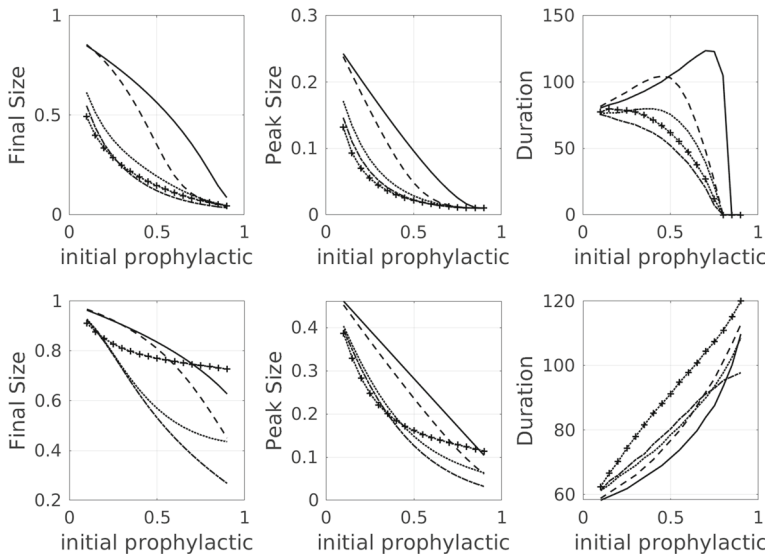 1
0.5
0
Final Size
0 0.5 1
initial prophylactic
0.3
0.2
0.1
0
Peak Size
0 0.5 1
initial prophylactic
150
100
50
0
Duration
0 0.5 1
initial prophylactic
1
0.8
0.6
0.4
0.2
Final Size
0 0.5 1
initial prophylactic
0.4
0.3
0.2
0.1
0
Peak Size
0 0.5 1
initial prophylactic
120
100
80
60
Duration
0 0.5 1
initial prophylactic